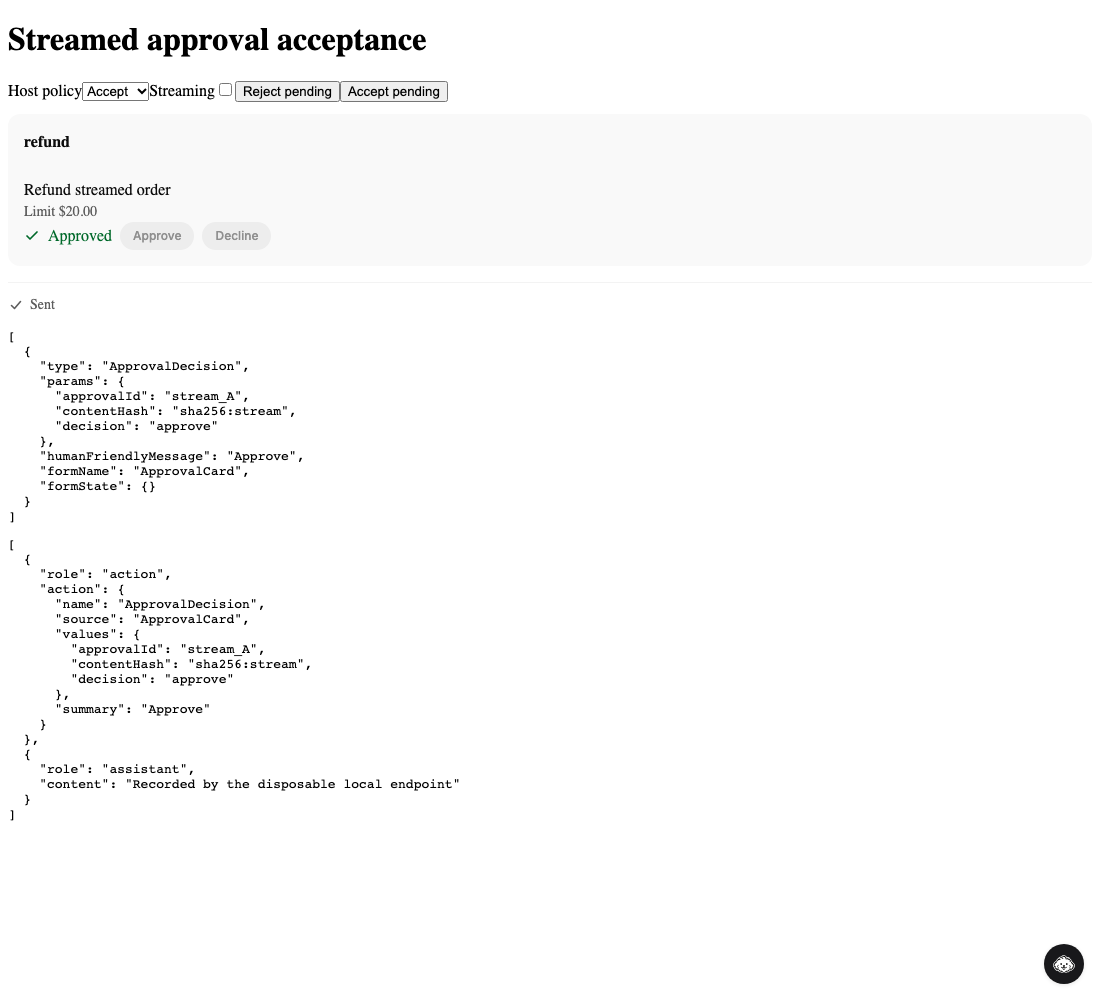 Streamed approval acceptance
Host policy Accept Streaming Reject pending Accept pending
refund
Refund streamed order
Limit $20.00
Approved Approve Decline
Sent
[
  {
    "type": "ApprovalDecision",
    "params": {
      "approvalId": "stream_A",
      "contentHash": "sha256:stream",
      "decision": "approve"
    },
    "humanFriendlyMessage": "Approve",
    "formName": "ApprovalCard",
    "formState": {}
  }
]
[
  {
    "role": "action",
    "action": {
      "name": "ApprovalDecision",
      "source": "ApprovalCard",
      "values": {
        "approvalId": "stream_A",
        "contentHash": "sha256:stream",
        "decision": "approve"
      },
      "summary": "Approve"
    }
  },
  {
    "role": "assistant",
    "content": "Recorded by the disposable local endpoint"
  }
]